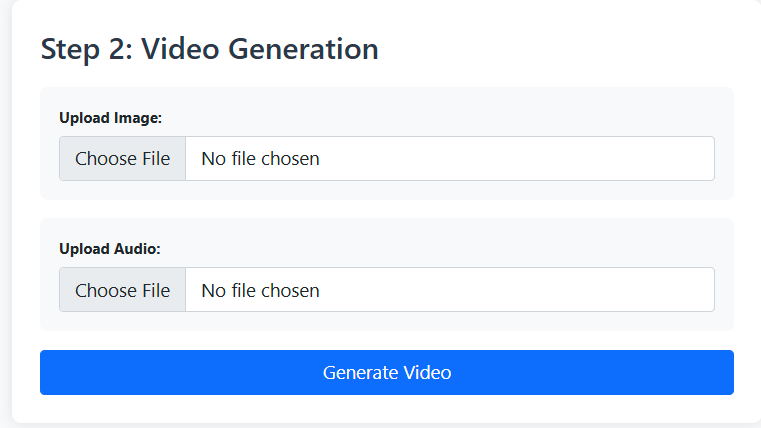 Step 2: Video Generation
Upload Image:
Choose File No file chosen
Upload Audio:
Choose File No file chosen
Generate Video